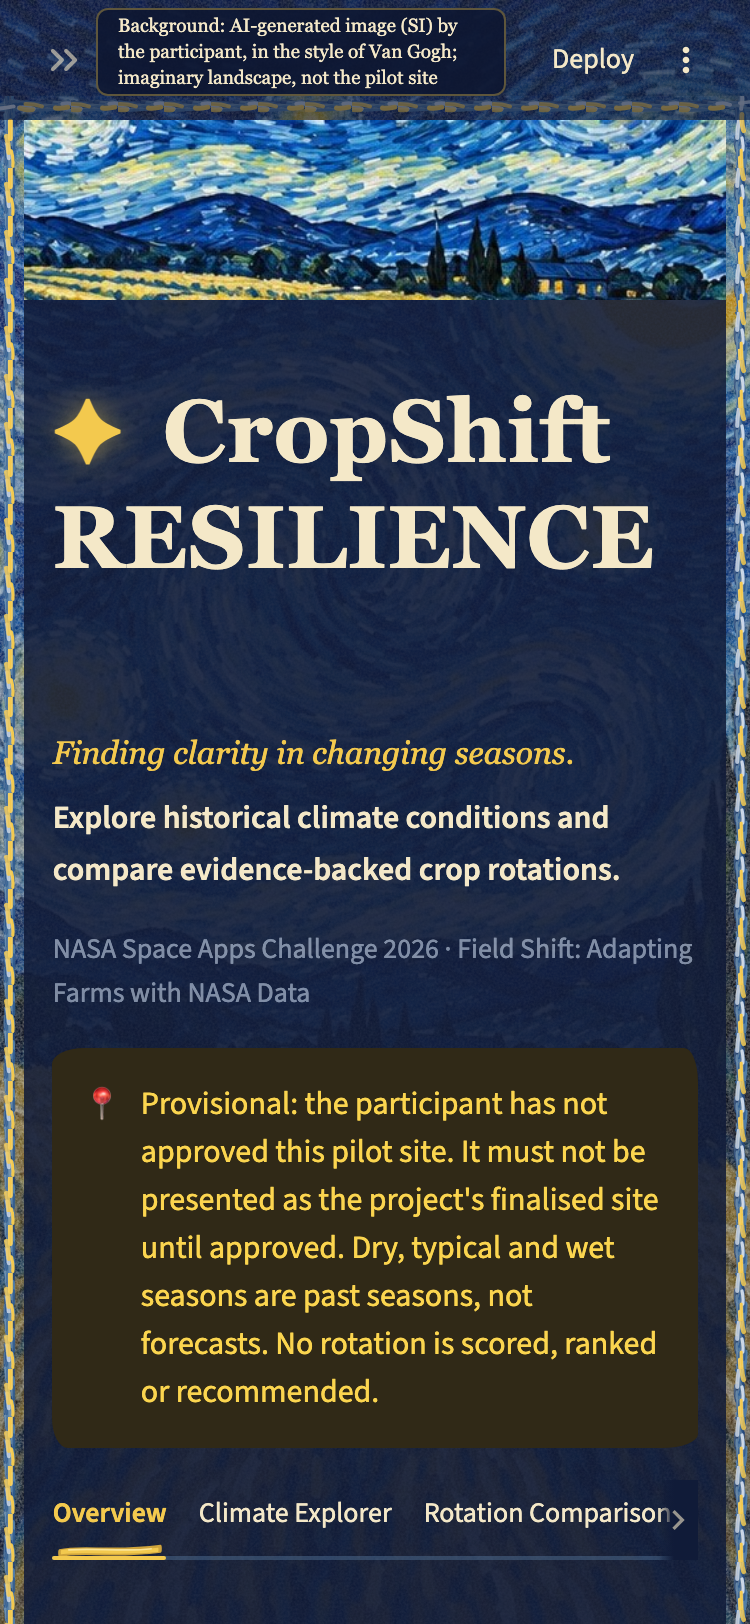 Background: AI-generated image (SI) by
the participant, in the style of Van Gogh;
imaginary landscape, not the pilot site
Deploy
CropShift
RESILIENCE
Finding clarity in changing seasons.
Explore historical climate conditions and
compare evidence-backed crop rotations.
NASA Space Apps Challenge 2026 · Field Shift: Adapting
Farms with NASA Data
Provisional: the participant has not
approved this pilot site. It must not be
presented as the project's finalised site
until approved. Dry, typical and wet
seasons are past seasons, not
forecasts. No rotation is scored, ranked
or recommended.
Overview Climate Explorer Rotation Comparison